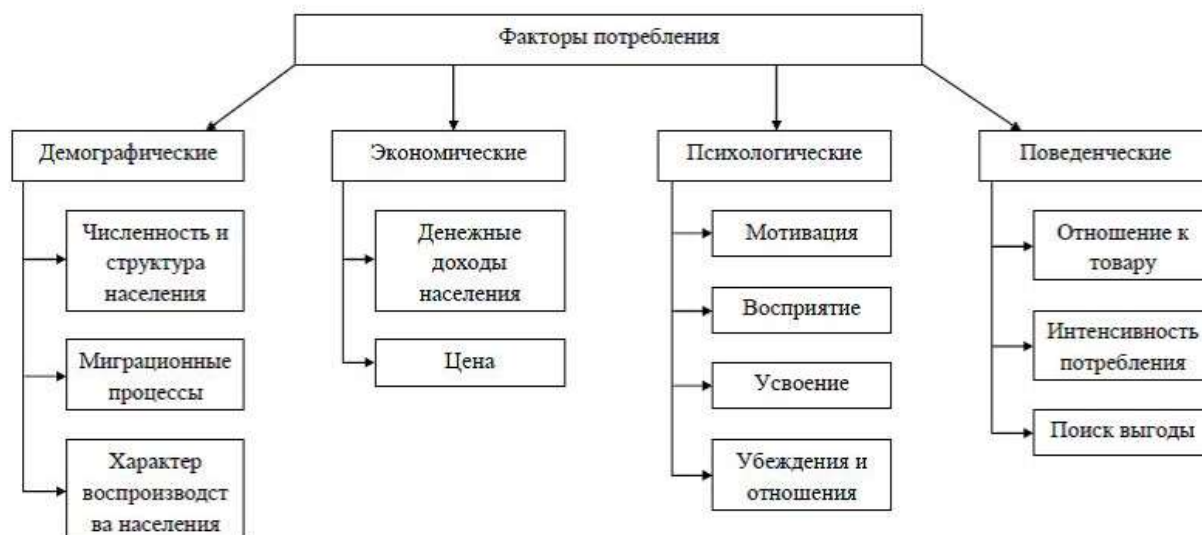 Факторы потребления
Демографические
Численность и
структура
населения
Миграционные
процессы
Характер
воспроизводст
ва населения
Экономические
Денежные
доходы
населения
Цена
Психологические
Мотивация
Восприятие
Усвоение
Убеждения и
отношения
Поведенческие
Отношение к
товару
Интенсивность
потребления
Поиск выгоды